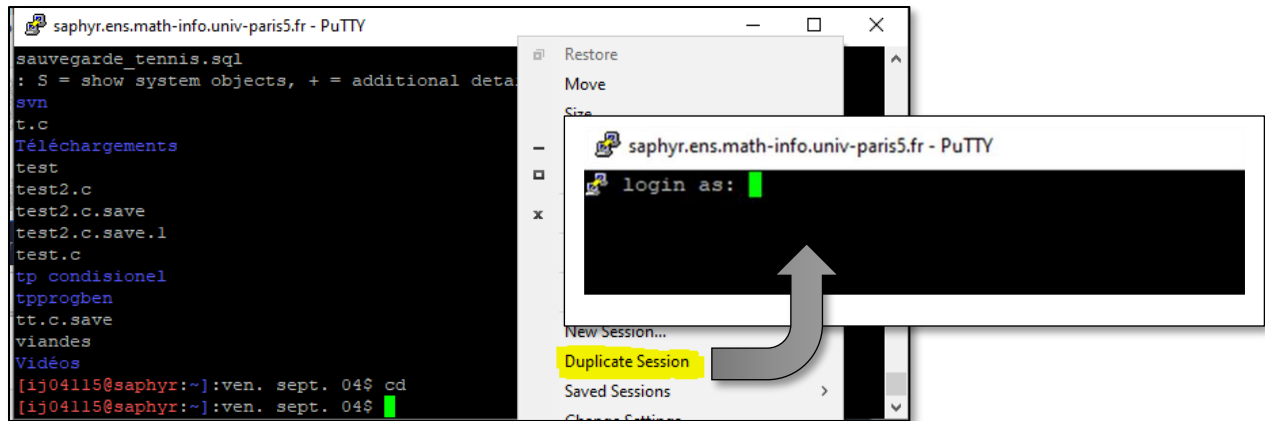 saphyr.ens.math-info.univ-paris5.fr - PuTTY
sauvegarde_tennis.sql
: S = show system objects, + = additional deta
svn
t.c
Téléchargements
test
test2.c
test2.c.save
test2.c.save.1
test.c
tp condisionel
tpprogben
tt.c.save
viandes
Vidéos
[ij04115@saphyr:~]:ven. sept. 04$ cd
[ij04115@saphyr:~]:ven. sept. 04$
Restore
Move
Size
saphyr.ens.math-info.univ-paris5.fr - PuTTY
login as:
New Session...
Duplicate Session
Saved Sessions
Change Settings